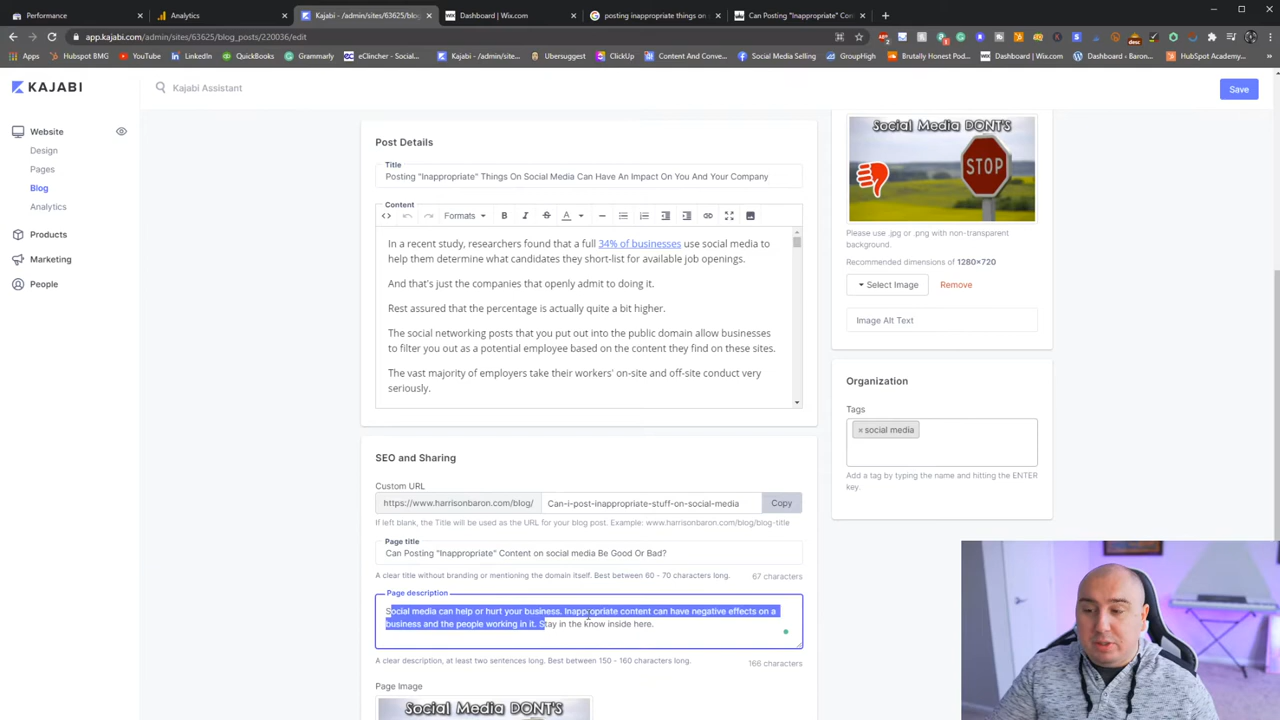 Performance
Analytics
Kajabi - /admin/sites/63625/blog
Dashboard | Wix.com
posting inappropriate things on
Can Posting "Inappropriate" Con
app.kajabi.com/admin/sites/63625/blog_posts/220036/edit
Apps
YouTube
LinkedIn
QuickBooks
Grammarly
eClincher - Social...
Kajabi - /admin/site...
Ubersuggest
Content And Conver...
Social Media Selling
GroupHigh
Brutally Honest Pod...
Dashboard | Wix.com
Dashboard ‹ Baron...
HubSpot Academy...
KAJABI
Kajabi Assistant
Save
Website
Design
Pages
Blog
Analytics
Products
Marketing
People
Post Details
Title
Posting "Inappropriate" Things On Social Media Can Have An Impact On You And Your Company
Content
Formats
B
I
S
A
In a recent study, researchers found that a full 34% of businesses use social media to
help them determine what candidates they short-list for available job openings.
And that's just the companies that openly admit to doing it.
Rest assured that the percentage is actually quite a bit higher.
The social networking posts that you put out into the public domain allow businesses
to filter you out as a potential employee based on the content they find on these sites.
The vast majority of employers take their workers' on-site and off-site conduct very
seriously.
SEO and Sharing
Custom URL
https://www.harrisonbaron.com/blog/
Can-i-post-inappropriate-stuff-on-social-media
Copy
If left blank, the Title will be used as the URL for your blog post. Example: www.harrisonbaron.com/blog/blog-title
Page title
Can Posting "Inappropriate" Content on social media Be Good Or Bad?
A clear title without branding or mentioning the domain itself. Best between 60 - 70 characters long.
67 characters
Page description
Social media can help or hurt your business. Inappropriate content can have negative effects on a
business and the people working in it. Stay in the know inside here.
A clear description, at least two sentences long. Best between 150 - 160 characters long.
166 characters
Page Image
Social Media DONT'S
Social Media DONT'S
STOP
Please use .jpg or .png with non-transparent
background.
Recommended dimensions of 1280×720
Select Image
Remove
Image Alt Text
Organization
Tags
× social media
Add a tag by typing the name and hitting the ENTER
key.